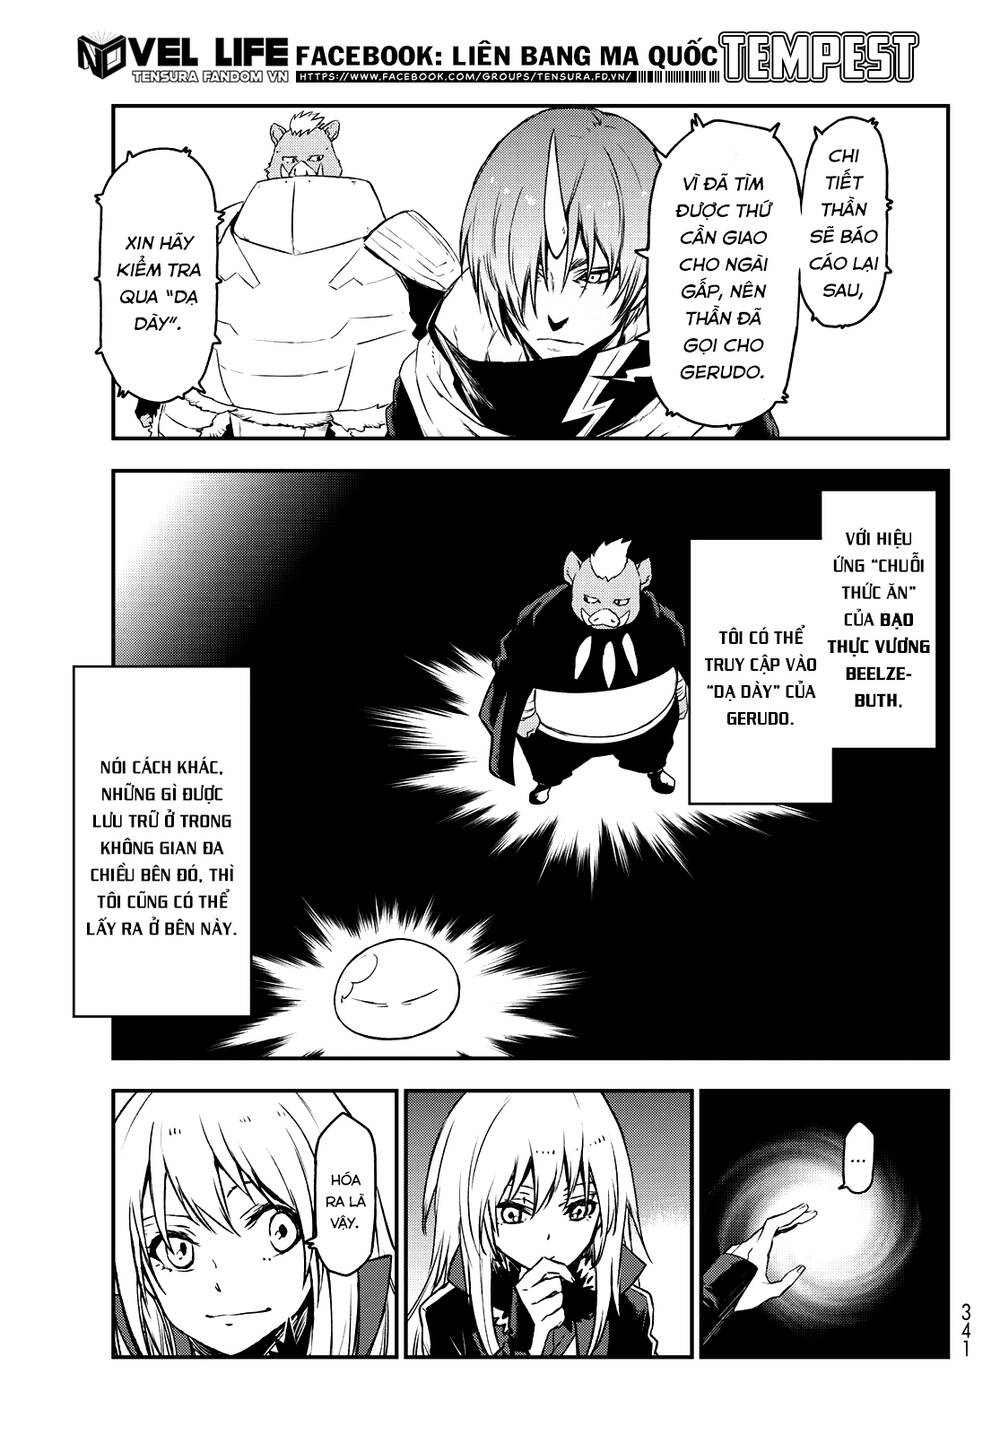 NOVEL LIFE
TENSURA FANDOM VN
FACEBOOK: LIÊN BANG MA QUỐC
HTTPS://WWW.FACEBOOK.COM/GROUPS/TENSURA.FD.VN/
TEMPEST
CHI
TIẾT
THẦN
SẼ BÁO
CÁO LẠI
SAU,
VÌ ĐÃ TÌM
ĐƯỢC THỨ
CẦN GIAO
CHO NGÀI
GẤP, NÊN
THẦN ĐÃ
GỌI CHO
GERUDO.
XIN HÃY
KIỂM TRA
QUA “DẠ
DÀY”.
VỚI HIỆU
ỨNG “CHUỖI
THỨC ĂN”
CỦA BẠO
THỰC VƯƠNG
BEELZE-
BUTH,
TÔI CÓ THỂ
TRUY CẬP VÀO
“DẠ DÀY” CỦA
GERUDO.
NÓI CÁCH KHÁC,
NHỮNG GÌ ĐƯỢC
LƯU TRỮ Ở TRONG
KHÔNG GIAN ĐA
CHIỀU BÊN ĐÓ, THÌ
TÔI CŨNG CÓ THỂ
LẤY RA Ở BÊN NÀY.
...
HÓA
RA LÀ
VẬY.
341